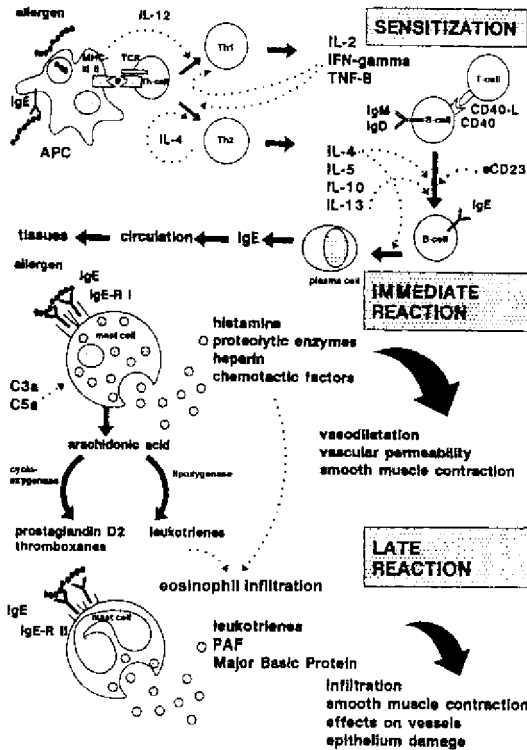 allergen
IL-12
SENSITIZATION
IgE
MHC-
TCR
Th-cell
APC
Th1
IL-2
IFN-gamma
TNF-B
T-cell
CD40-L
CD40
IgM
IgD
B-cell
IL-4
Th2
IL-4
IL-5
IL-10
IL-13
sCD23
IgE
B-cell
tissues
circulation
IgE
plasma cell
allergen
IgE
IgE-R I
mast cell
C3a
C5a
IMMEDIATE
REACTION
histamine
proteolytic enzymes
heparin
chemotactic factors
vasodilatation
vascular permeability
smooth muscle contraction
arachidonic acid
cyclo-
oxygenase
lipoxygenase
prostaglandin D2
thromboxanes
leukotrienes
LATE
REACTION
eosinophil infiltration
IgE
IgE-R II
mast cell
leukotrienes
PAF
Major Basic Protein
infiltration
smooth muscle contraction
effects on vessels
epithelium damage